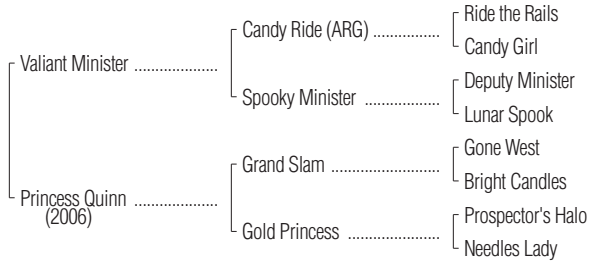 Ride the Rails
Candy Ride (ARG) ................
Candy Girl
Valiant Minister ....................
Deputy Minister
Spooky Minister ..................
Lunar Spook
Gone West
Grand Slam ..........................
Bright Candles
Princess Quinn ....................
(2006)
Prospector's Halo
Gold Princess ......................
Needles Lady